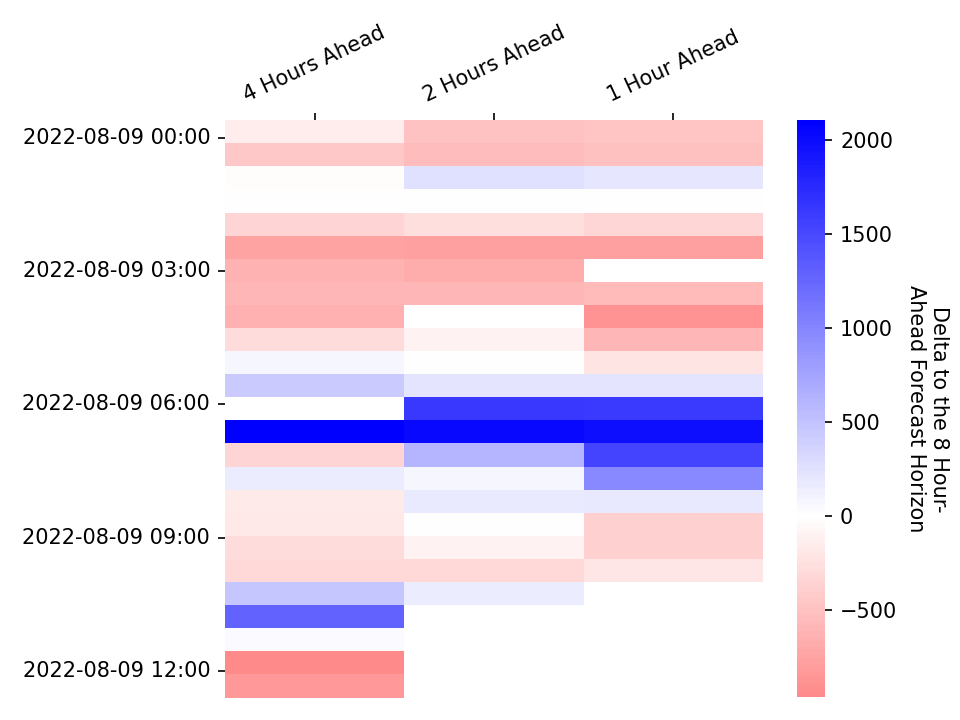 4 Hours Ahead
2 Hours Ahead
1 Hour Ahead
2022-08-09 00:00
2022-08-09 03:00
2022-08-09 06:00
2022-08-09 09:00
2022-08-09 12:00
2000
1500
1000
500
0
−500
Delta to the 8 Hour-
Ahead Forecast Horizon